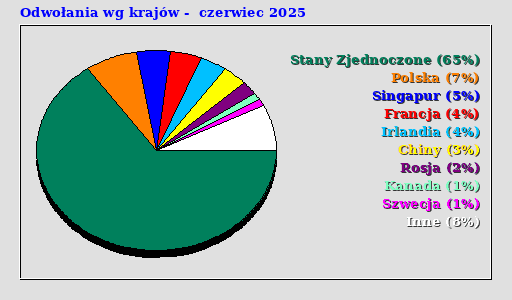 Odwołania wg krajów -  czerwiec 2025
Stany Zjednoczone (65%)
Polska (7%)
Singapur (5%)
Francja (4%)
Irlandia (4%)
Chiny (3%)
Rosja (2%)
Kanada (1%)
Szwecja (1%)
Inne (8%)